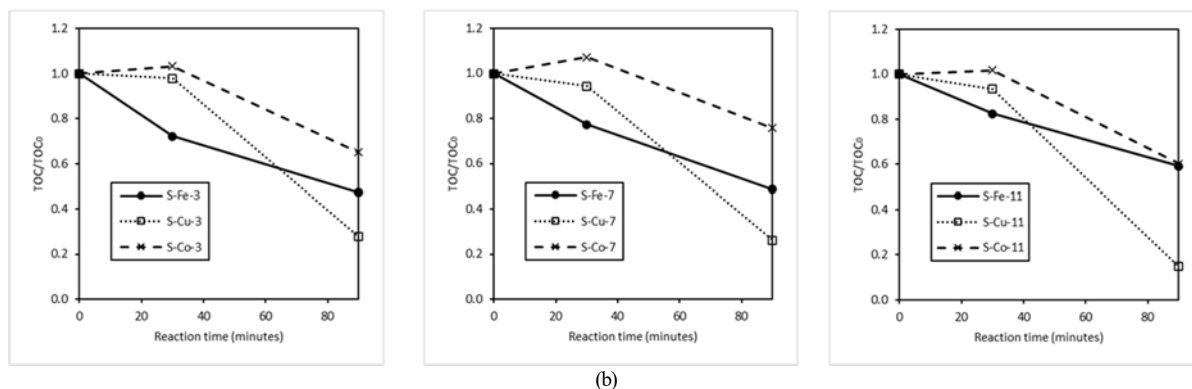 1.2
1.0
0.8
0.6
0.4
0.2
0.0
TOC/TOC₀
S-Fe-3
S-Cu-3
S-Co-3
0 20 40 60 80
Reaction time (minutes)
1.2
1.0
0.8
0.6
0.4
0.2
0.0
TOC/TOC₀
S-Fe-7
S-Cu-7
S-Co-7
0 20 40 60 80
Reaction time (minutes)
1.2
1.0
0.8
0.6
0.4
0.2
0.0
TOC/TOC₀
S-Fe-11
S-Cu-11
S-Co-11
0 20 40 60 80
Reaction time (minutes)
(b)